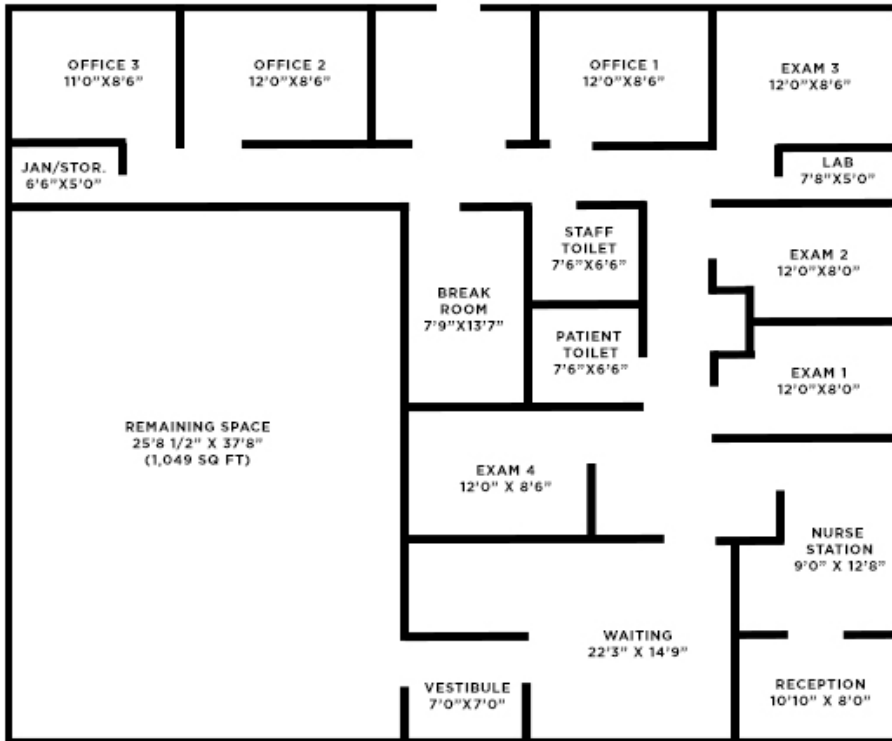 OFFICE 3
11'0"X8'6"
OFFICE 2
12'0"X8'6"
OFFICE 1
12'0"X8'6"
EXAM 3
12'0"X8'6"
JAN/STOR.
6'6"X5'0"
LAB
7'8"X5'0"
STAFF
TOILET
7'6"X6'6"
EXAM 2
12'0"X8'0"
BREAK
ROOM
7'9"X13'7"
PATIENT
TOILET
7'6"X6'6"
EXAM 1
12'0"X8'0"
REMAINING SPACE
25'8 1/2" X 37'8"
(1,049 SQ FT)
EXAM 4
12'0" X 8'6"
NURSE
STATION
9'0" X 12'8"
WAITING
22'3" X 14'9"
VESTIBULE
7'0"X7'0"
RECEPTION
10'10" X 8'0"